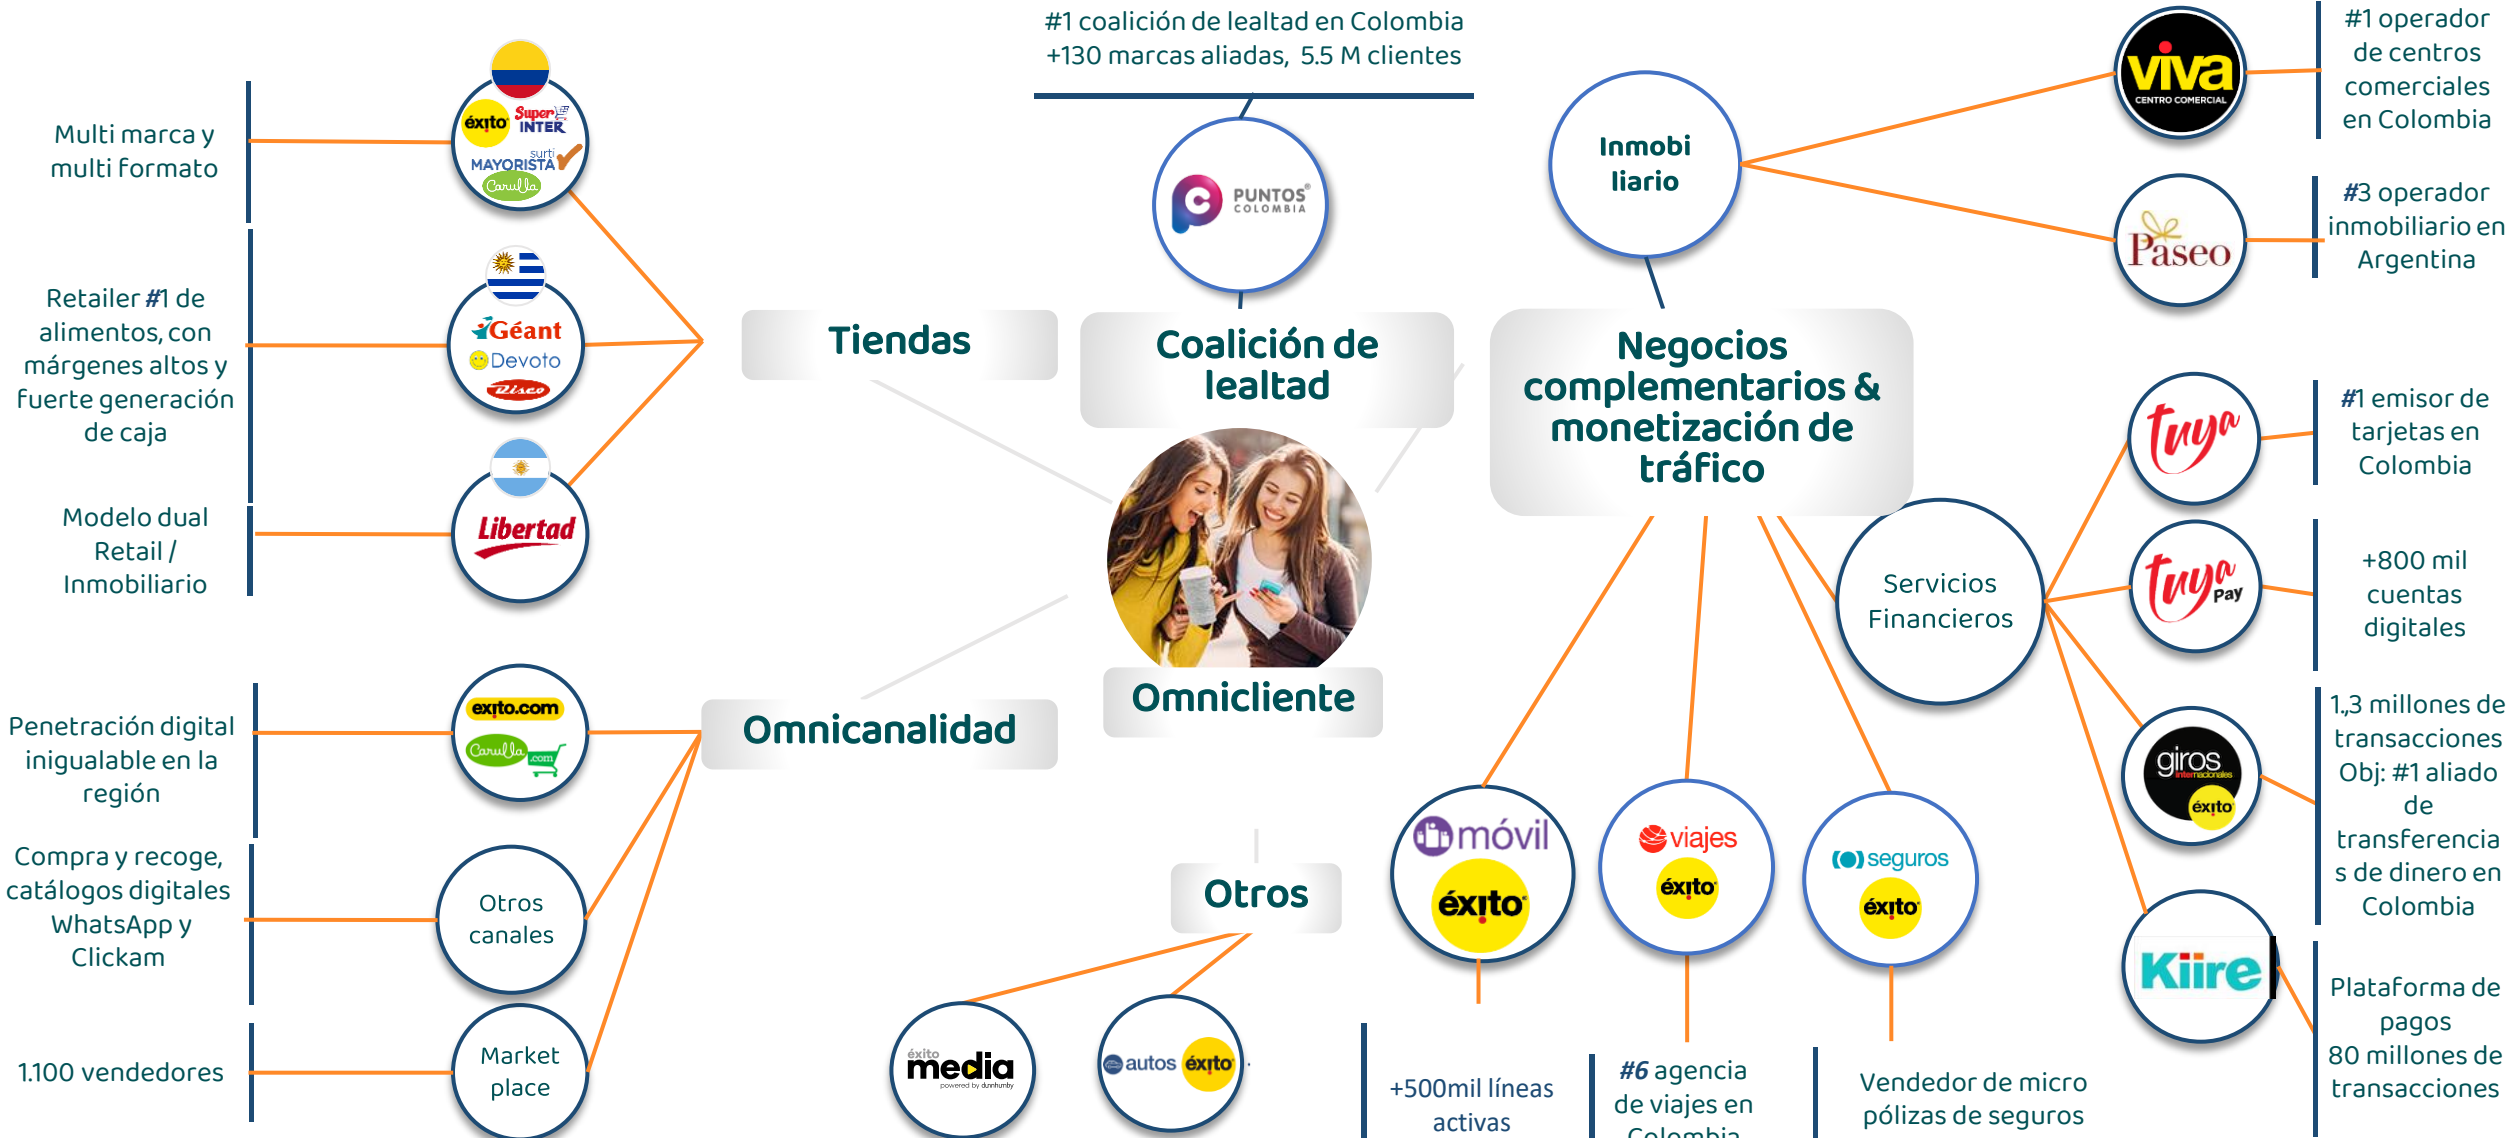 #1 coalición de lealtad en Colombia
+130 marcas aliadas, 5.5 M clientes
PUNTOS
COLOMBIA
Coalición de
lealtad
Multi marca y
multi formato
éxito
Super
INTER
surti
MAYORISTA
Carulla
Retailer #1 de
alimentos, con
márgenes altos y
fuerte generación
de caja
Géant
Devoto
Disco
Modelo dual
Retail /
Inmobiliario
Libertad
Tiendas
Omnicliente
Omnicanalidad
Penetración digital
inigualable en la
región
exito.com
Carulla
.com
Compra y recoge,
catálogos digitales
WhatsApp y
Clickam
Otros
canales
1.100 vendedores
Market
place
Otros
éxito
media
powered by dunnhumby
autos éxito
Inmobi
liario
viva
CENTRO COMERCIAL
#1 operador
de centros
comerciales
en Colombia
Paseo
#3 operador
inmobiliario en
Argentina
Negocios
complementarios &
monetización de
tráfico
Servicios
Financieros
tuya
#1 emisor de
tarjetas en
Colombia
tuya
Pay
+800 mil
cuentas
digitales
giros
internacionales
éxito
1.,3 millones de
transacciones
Obj: #1 aliado
de
transferencia
s de dinero en
Colombia
Kiire
Plataforma de
pagos
80 millones de
transacciones
móvil
éxito
+500mil líneas
activas
viajes
éxito
#6 agencia
de viajes en
Colombia
seguros
éxito
Vendedor de micro
pólizas de seguros